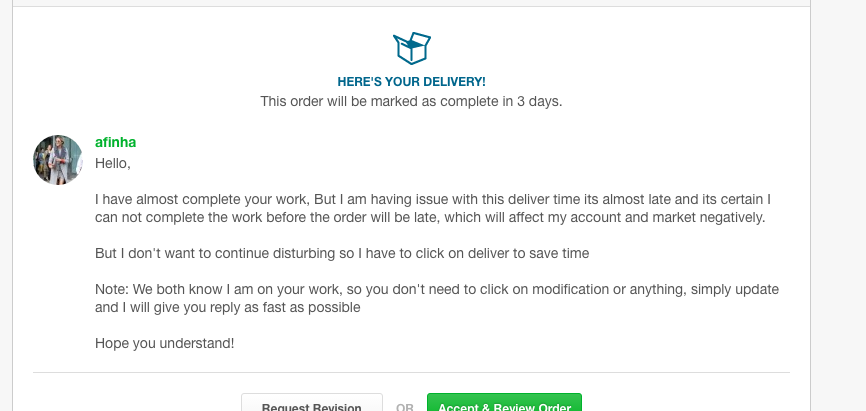 HERE'S YOUR DELIVERY!
This order will be marked as complete in 3 days.
afinha
Hello,
I have almost complete your work, But I am having issue with this deliver time its almost late and its certain I
can not complete the work before the order will be late, which will affect my account and market negatively.
But I don't want to continue disturbing so I have to click on deliver to save time
Note: We both know I am on your work, so you don't need to click on modification or anything, simply update
and I will give you reply as fast as possible
Hope you understand!
Request Revision OR Accept & Review Order